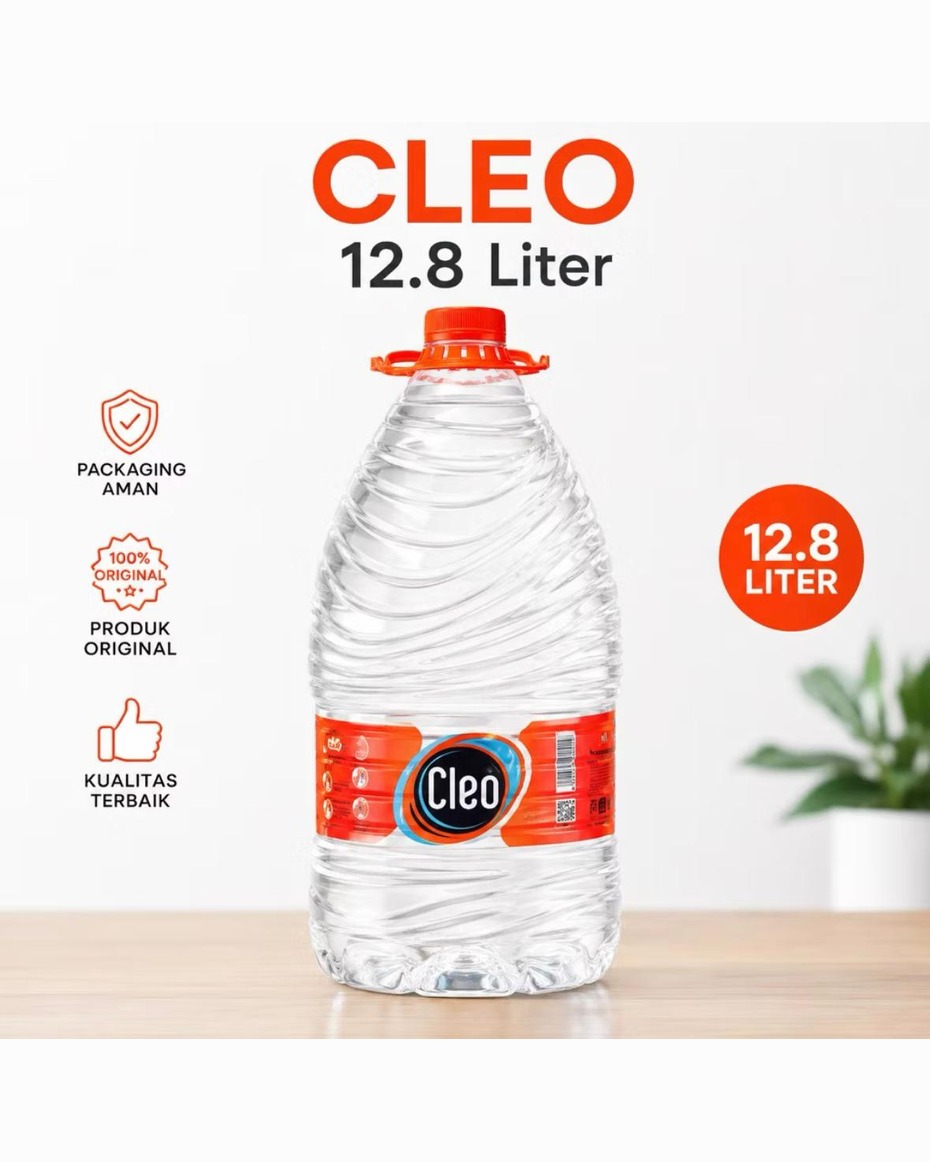 CLEO
12.8 Liter
PACKAGING
AMAN
100%
ORIGINAL
PRODUK
ORIGINAL
KUALITAS
TERBAIK
12.8
LITER
Cleo